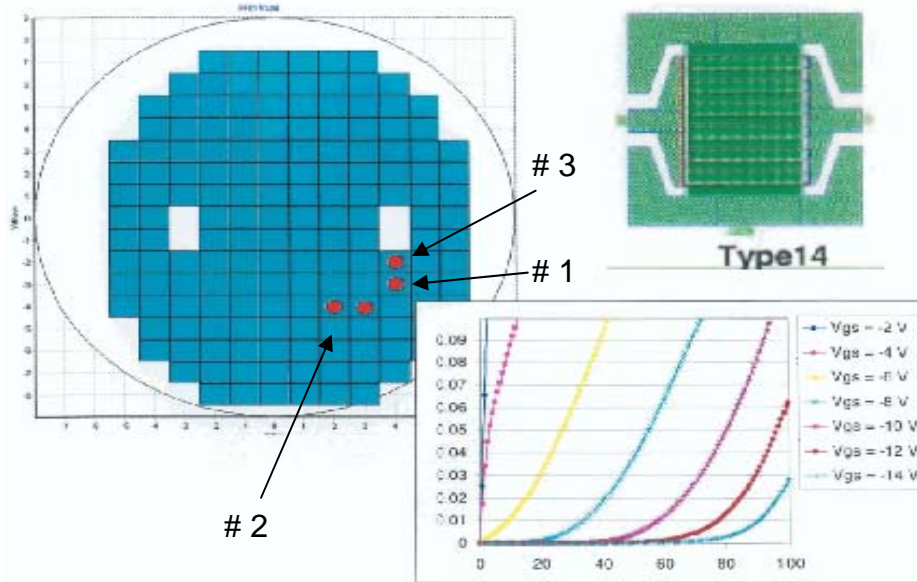 # 3
# 1
# 2
Type14
0.09
0.08
0.07
0.06
0.05
0.04
0.03
0.02
0.01
0
0 20 40 60 80 100
Vgs = -2 V
Vgs = -4 V
Vgs = -6 V
Vgs = -8 V
Vgs = -10 V
Vgs = -12 V
Vgs = -14 V